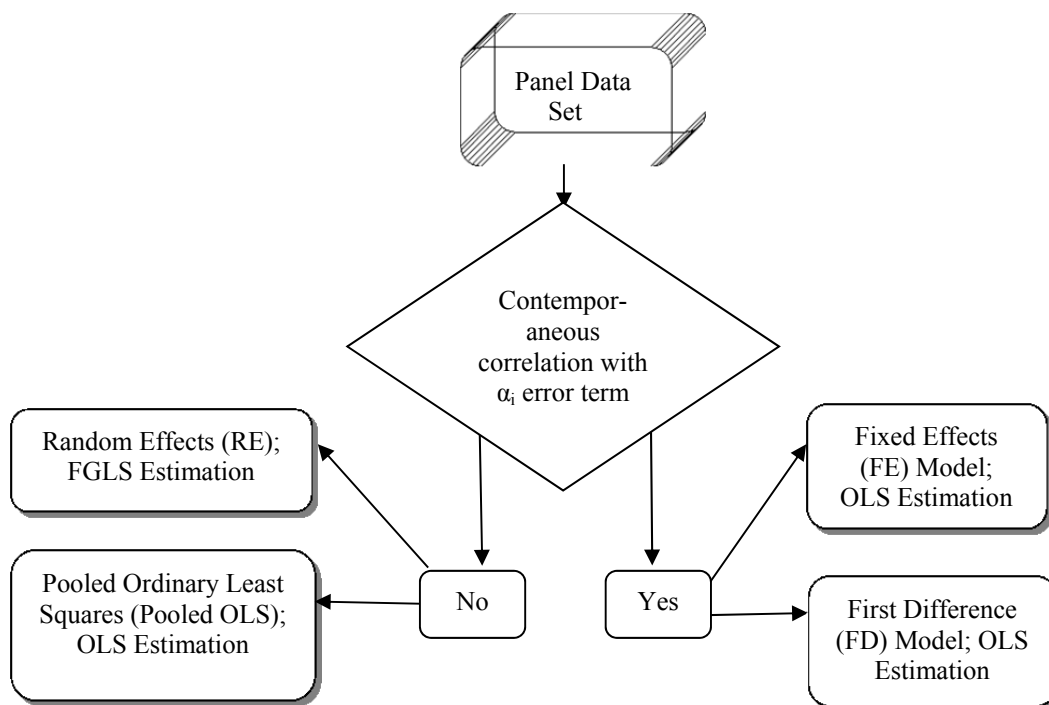 Panel Data
Set
Contempor-
aneous
correlation with
αi error term
Random Effects (RE);
FGLS Estimation
Fixed Effects
(FE) Model;
OLS Estimation
Pooled Ordinary Least
Squares (Pooled OLS);
OLS Estimation
No
Yes
First Difference
(FD) Model; OLS
Estimation